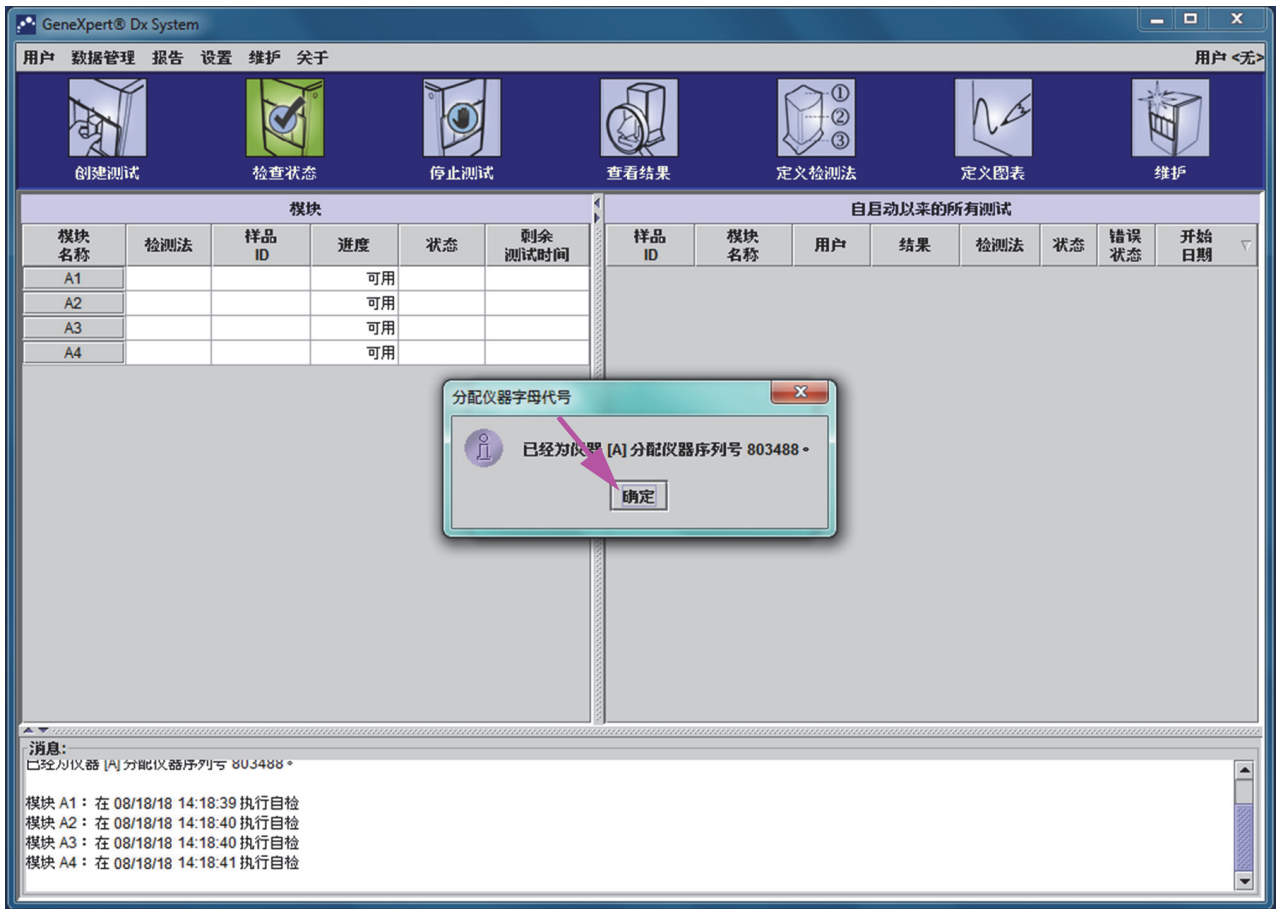 GeneXpert® Dx System
用户 数据管理 报告 设置 维护 关于 用户 <无>
① ② ③
创建测试 检查状态 停止测试 查看结果 定义检测法 定义图表 维护
模块
模块名称 检测法 样品ID 进度 状态 剩余测试时间
A1 可用
A2 可用
A3 可用
A4 可用
自启动以来的所有测试
样品ID 模块名称 用户 结果 检测法 状态 错误状态 开始日期
分配仪器字母代号
已经为仪器 [A] 分配仪器序列号 803488。
确定
消息:
已经为仪器 [A] 分配仪器序列号 803488。
模块 A1：在 08/18/18 14:18:39 执行自检
模块 A2：在 08/18/18 14:18:40 执行自检
模块 A3：在 08/18/18 14:18:40 执行自检
模块 A4：在 08/18/18 14:18:41 执行自检